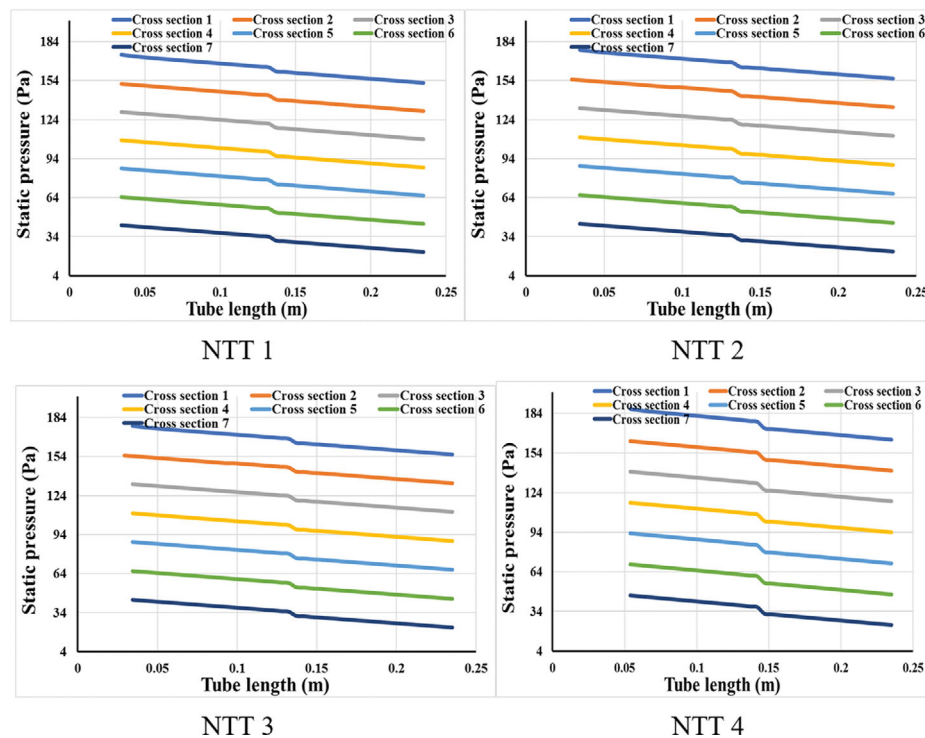 Cross section 1 Cross section 2 Cross section 3
Cross section 4 Cross section 5 Cross section 6
Cross section 7
184
154
124
94
64
34
4
Static pressure (Pa)
0 0.05 0.1 0.15 0.2 0.25
Tube length (m)
NTT 1
Cross section 1 Cross section 2 Cross section 3
Cross section 4 Cross section 5 Cross section 6
Cross section 7
184
154
124
94
64
34
4
Static pressure (Pa)
0 0.05 0.1 0.15 0.2 0.25
Tube length (m)
NTT 2
Cross section 1 Cross section 2 Cross section 3
Cross section 4 Cross section 5 Cross section 6
Cross section 7
184
154
124
94
64
34
4
Static pressure (Pa)
0 0.05 0.1 0.15 0.2 0.25
Tube length (m)
NTT 3
Cross section 1 Cross section 2 Cross section 3
Cross section 4 Cross section 5 Cross section 6
Cross section 7
184
154
124
94
64
34
4
Static pressure (Pa)
0 0.05 0.1 0.15 0.2 0.25
Tube length (m)
NTT 4